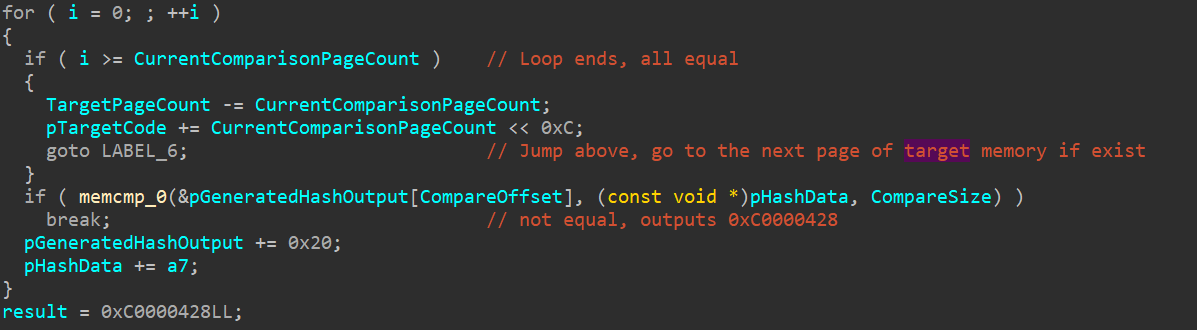 for ( i = 0; ; ++i )
{
  if ( i >= CurrentComparisonPageCount )    // Loop ends, all equal
  {
    TargetPageCount -= CurrentComparisonPageCount;
    pTargetCode += CurrentComparisonPageCount << 0xC;
    goto LABEL_6;                           // Jump above, go to the next page of target memory if exist
  }
  if ( memcmp_0(&pGeneratedHashOutput[CompareOffset], (const void *)pHashData, CompareSize) )
    break;                                  // not equal, outputs 0xC0000428
  pGeneratedHashOutput += 0x20;
  pHashData += a7;
}
result = 0xC0000428LL;